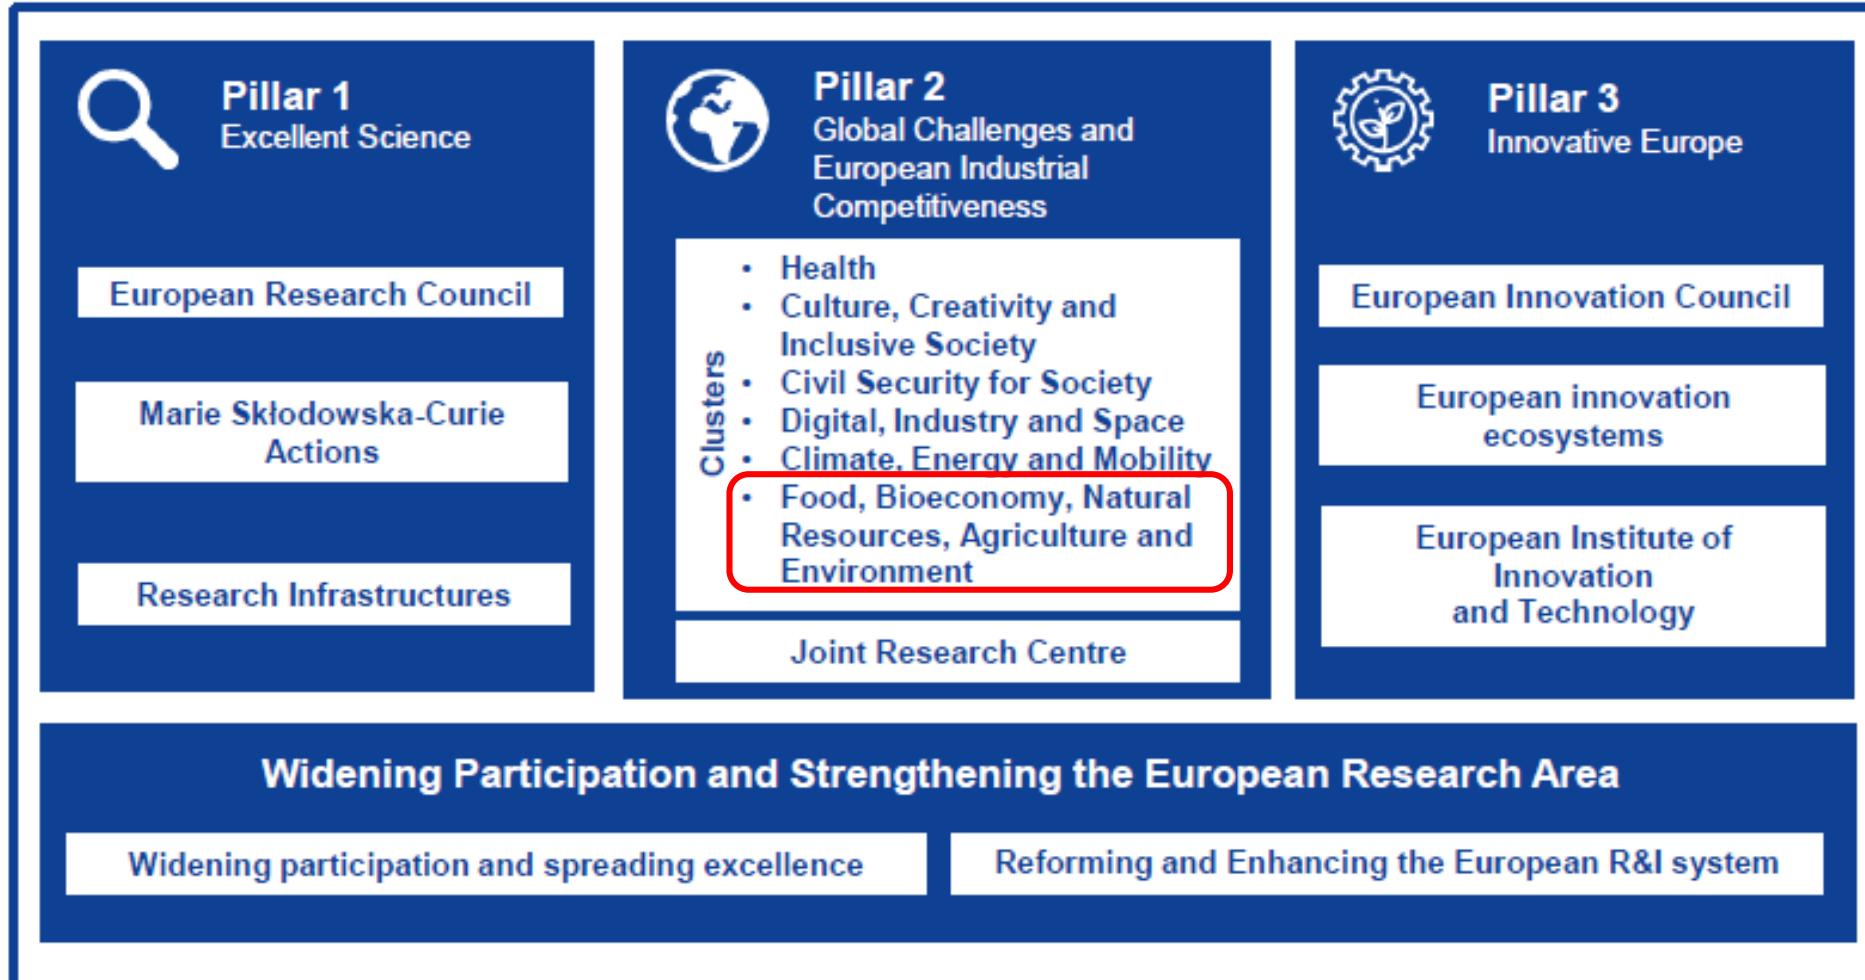 Pillar 1
Excellent Science
European Research Council
Marie Skłodowska-Curie
Actions
Research Infrastructures
Pillar 2
Global Challenges and
European Industrial
Competitiveness
Clusters
• Health
• Culture, Creativity and
Inclusive Society
• Civil Security for Society
• Digital, Industry and Space
• Climate, Energy and Mobility
• Food, Bioeconomy, Natural
Resources, Agriculture and
Environment
Joint Research Centre
Pillar 3
Innovative Europe
European Innovation Council
European innovation
ecosystems
European Institute of
Innovation
and Technology
Widening Participation and Strengthening the European Research Area
Widening participation and spreading excellence
Reforming and Enhancing the European R&I system